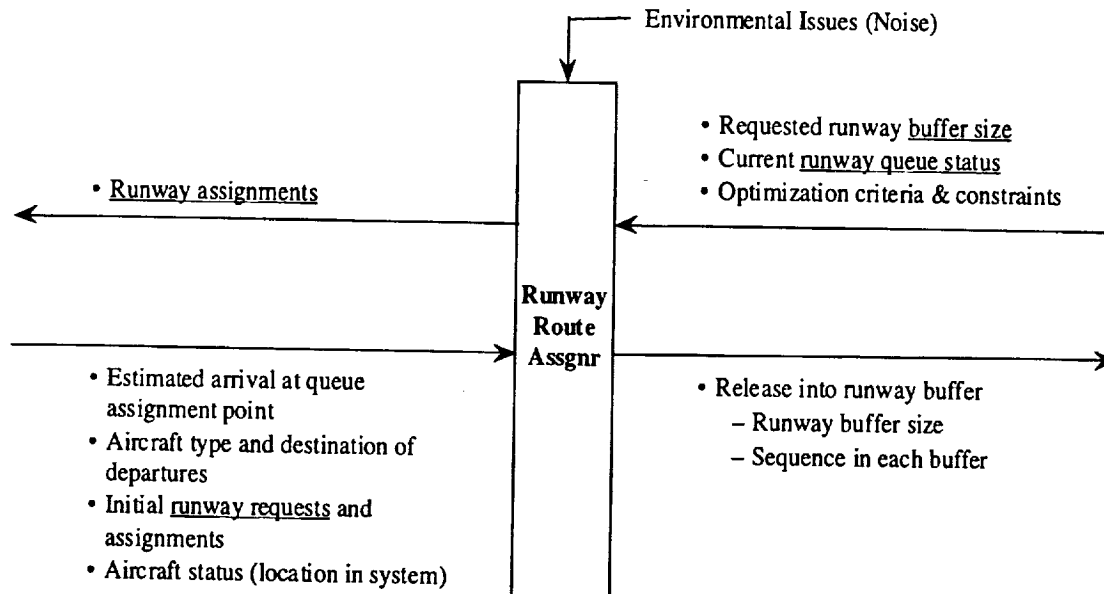 Environmental Issues (Noise)
• Requested runway buffer size
• Current runway queue status
• Optimization criteria & constraints
• Runway assignments
Runway
Route
Assgnr
• Estimated arrival at queue
assignment point
• Aircraft type and destination of
departures
• Initial runway requests and
assignments
• Aircraft status (location in system)
• Release into runway buffer
– Runway buffer size
– Sequence in each buffer